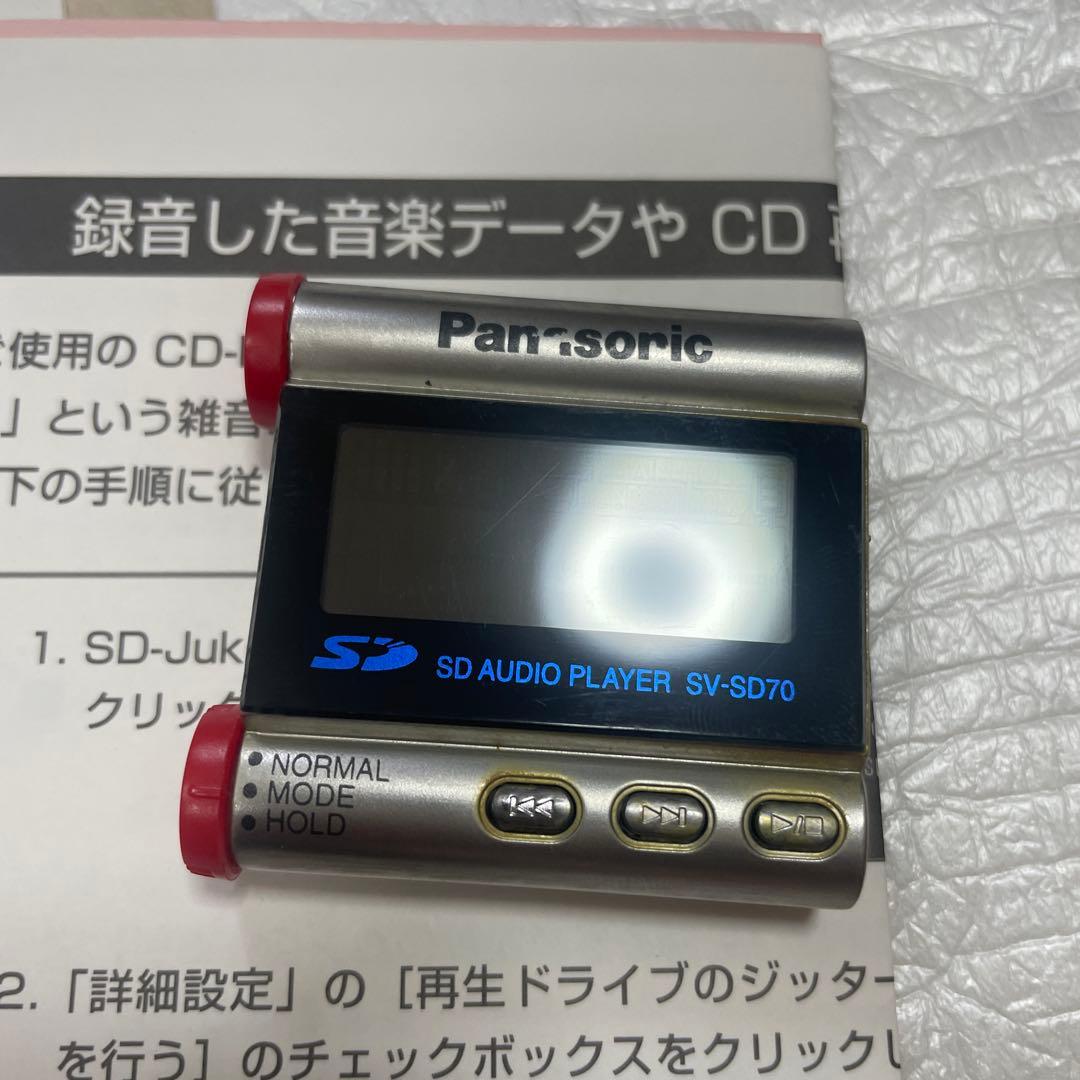 録音した音楽データや CD 再
使用の CD-
」という雑音
下の手順に従
1. SD-Juk
クリック
Panasonic
SD
SD AUDIO PLAYER SV-SD70
• NORMAL
• MODE
• HOLD
2.「詳細設定」の［再生ドライブのジッター
を行う］のチェックボックスをクリックし